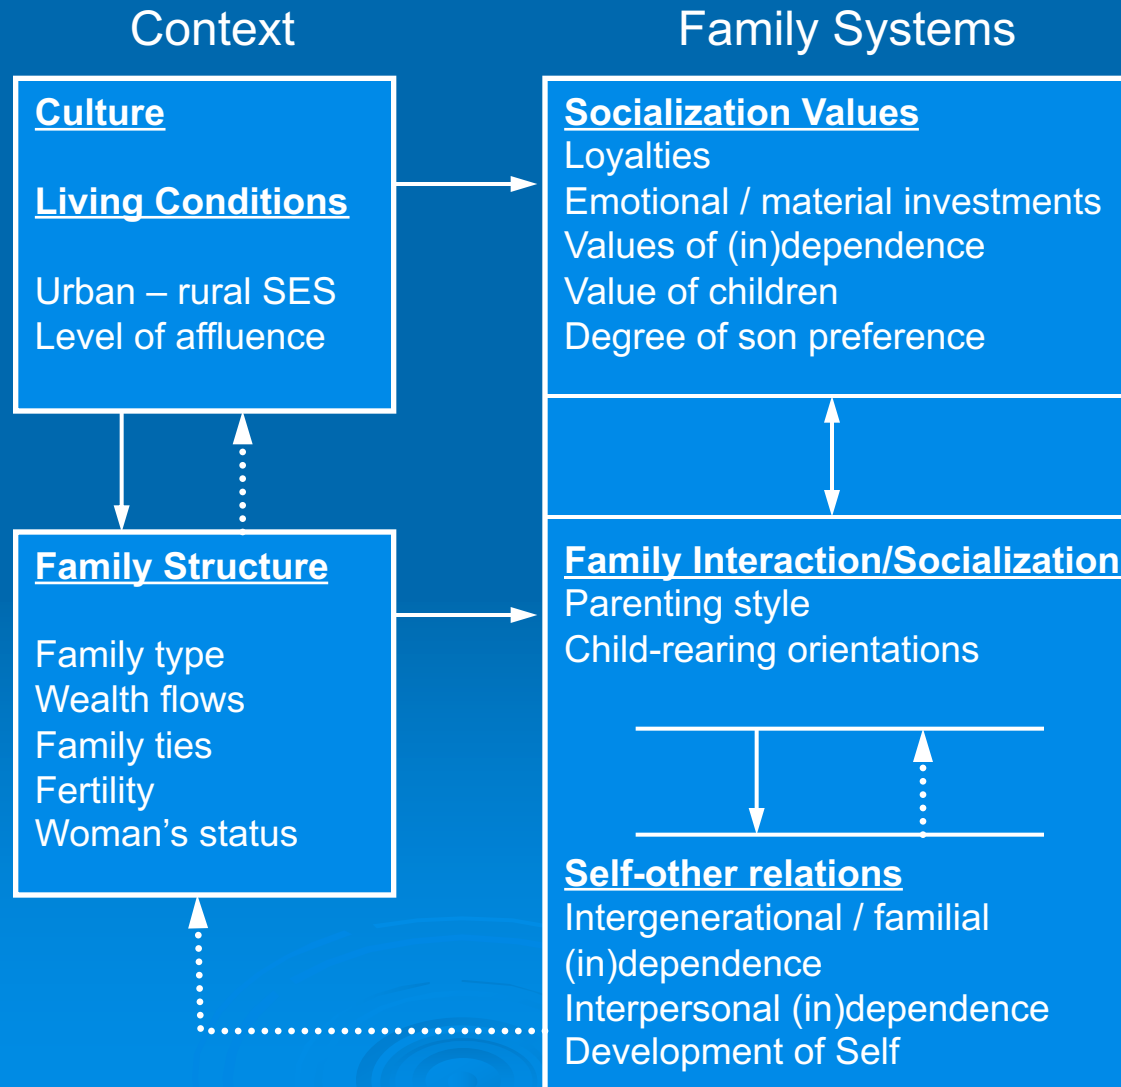 Context
Culture
Living Conditions
Urban – rural SES
Level of affluence
Family Structure
Family type
Wealth flows
Family ties
Fertility
Woman’s status
Family Systems
Socialization Values
Loyalties
Emotional / material investments
Values of (in)dependence
Value of children
Degree of son preference
Family Interaction/Socialization
Parenting style
Child-rearing orientations
Self-other relations
Intergenerational / familial
(in)dependence
Interpersonal (in)dependence
Development of Self